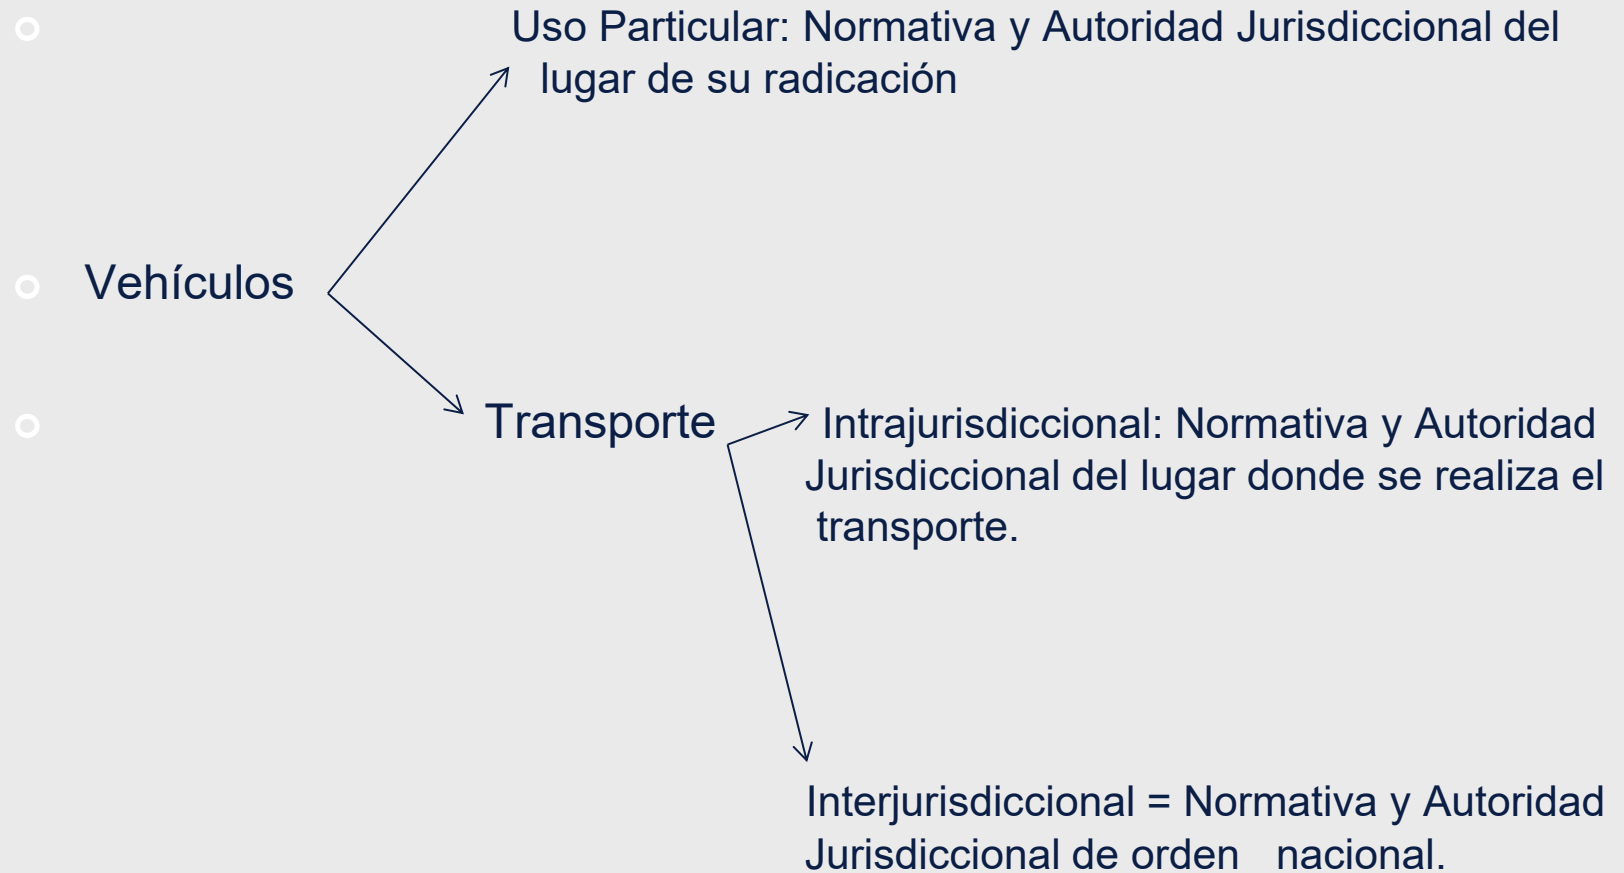 Uso Particular: Normativa y Autoridad Jurisdiccional del
lugar de su radicación
Vehículos
Transporte
Intrajurisdiccional: Normativa y Autoridad
Jurisdiccional del lugar donde se realiza el
transporte.
Interjurisdiccional = Normativa y Autoridad
Jurisdiccional de orden nacional.